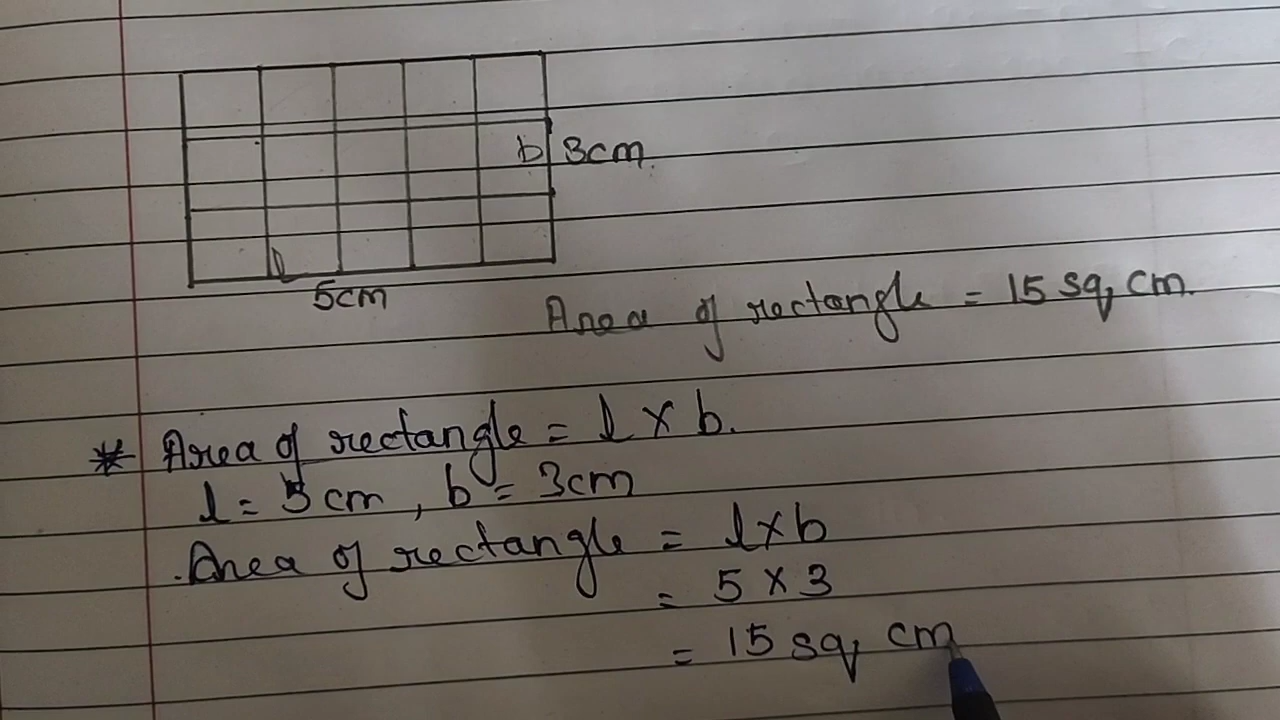 b 3cm.
l
5cm
Area of rectangle = 15 sq, cm.
* Area of rectangle = l × b.
l = 5 cm, b = 3cm
Area of rectangle = l × b
= 5 × 3
= 15 sq, cm